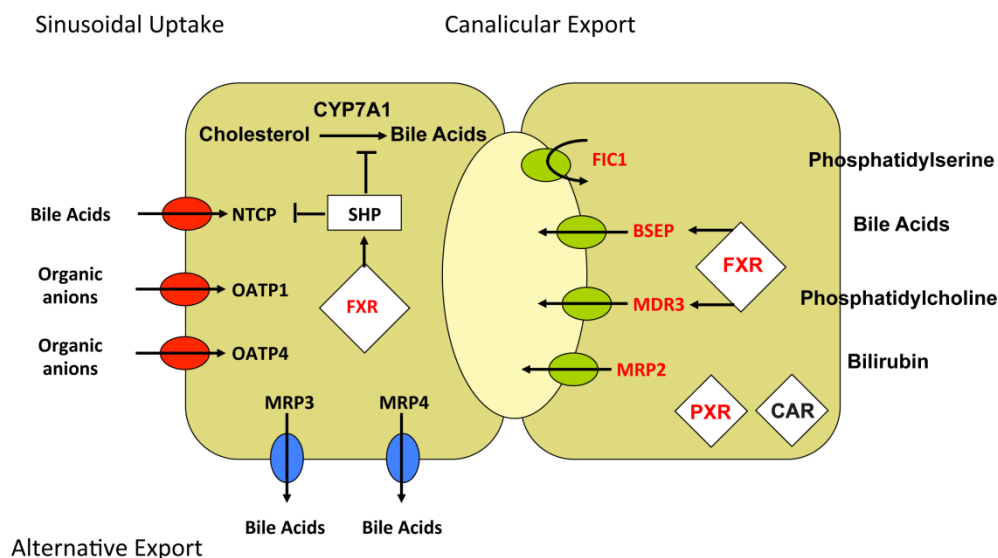 Sinusoidal Uptake
Canalicular Export
CYP7A1
Cholesterol
Bile Acids
Bile Acids
NTCP
SHP
Organic
anions
OATP1
FXR
Organic
anions
OATP4
MRP3
MRP4
Bile Acids
Bile Acids
Alternative Export
FIC1
Phosphatidylserine
BSEP
Bile Acids
FXR
MDR3
Phosphatidylcholine
MRP2
Bilirubin
PXR
CAR